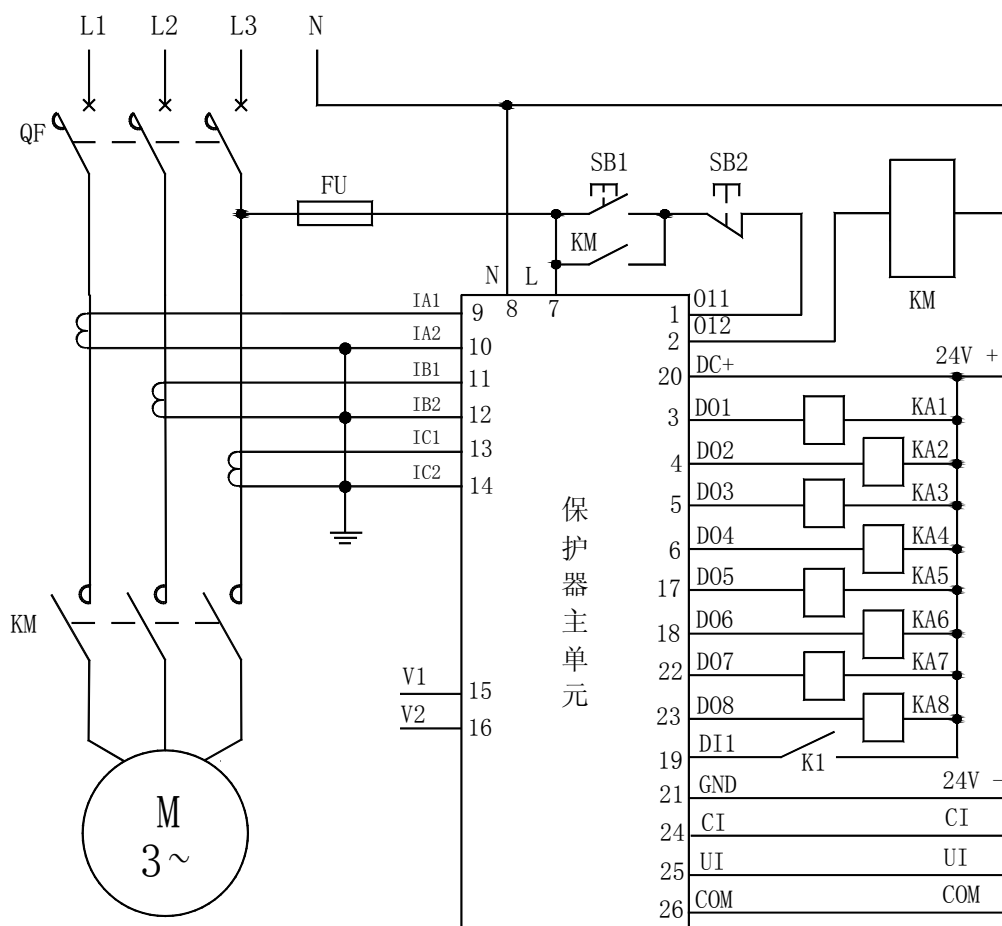 L1 L2 L3 N
QF
FU
SB1 SB2
KM
KM
N L
8 7
IA1 9
IA2 10
IB1 11
IB2 12
IC1 13
IC2 14
1 O11
2 O12
20 DC+ 24V +
3 DO1 KA1
4 DO2 KA2
5 DO3 KA3
6 DO4 KA4
17 DO5 KA5
18 DO6 KA6
22 DO7 KA7
23 DO8 KA8
19 DI1 K1
21 GND 24V -
24 CI CI
25 UI UI
26 COM COM
保护器主单元
KM
V1 15
V2 16
M
3~